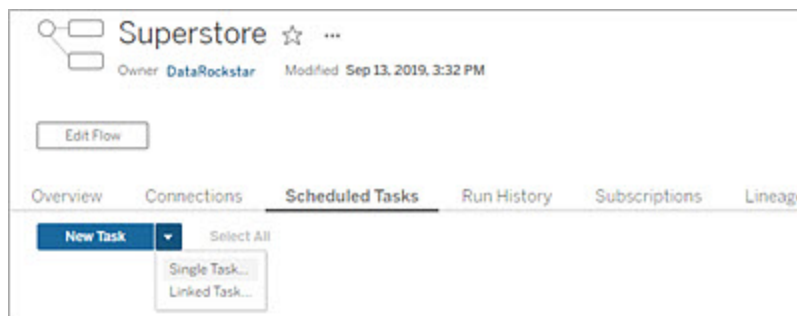 Superstore ☆ ···
Owner DataRockstar Modified Sep 13, 2019, 3:32 PM
Edit Flow
Overview Connections Scheduled Tasks Run History Subscriptions Lineag
New Task Select All
Single Task...
Linked Task...